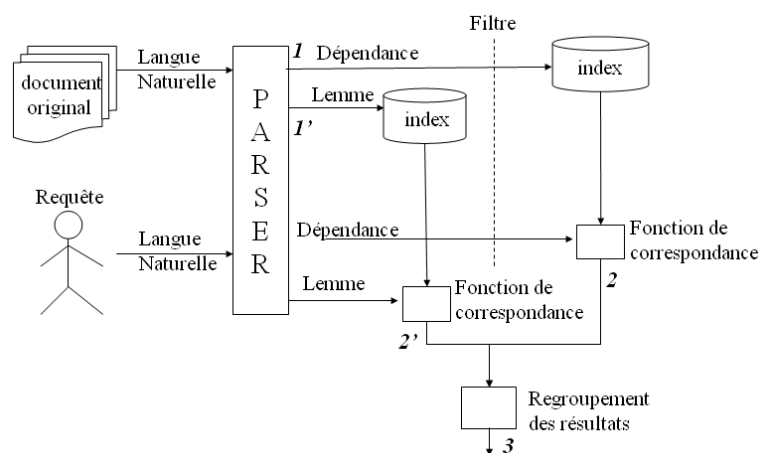 Filtre
Langue
Naturelle
1
Dépendance
document
original
index
PARSER
Lemme
1'
index
Requête
Langue
Naturelle
Dépendance
Fonction de
correspondance
2
Lemme
Fonction de
correspondance
2'
Regroupement
des résultats
3